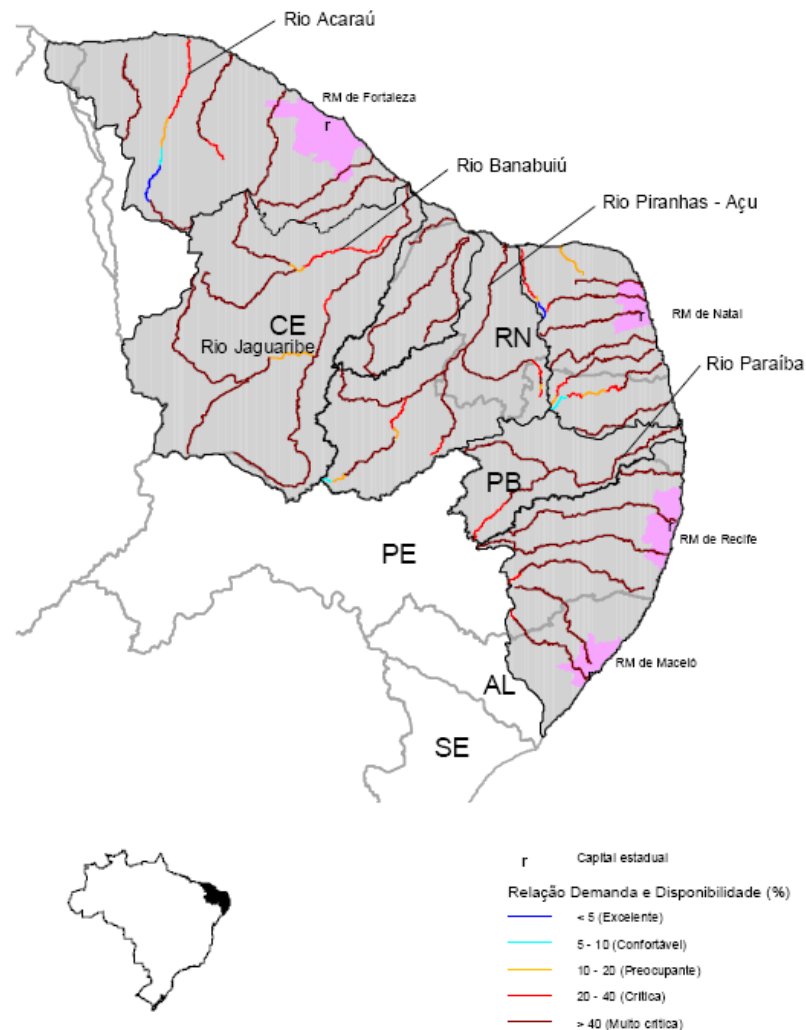 Rio Acaraú
RM de Fortaleza
r
Rio Banabuiú
Rio Piranhas - Açu
RM de Natal
r
CE
RN
Rio Jaguaribe
Rio Paraíba
PB
RM de Recife
r
PE
RM de Maceló
AL
SE
r Capital estadual
Relação Demanda e Disponibilidade (%)
< 5 (Excelente)
5 - 10 (Confortável)
10 - 20 (Preocupante)
20 - 40 (Crítica)
> 40 (Muito crítica)